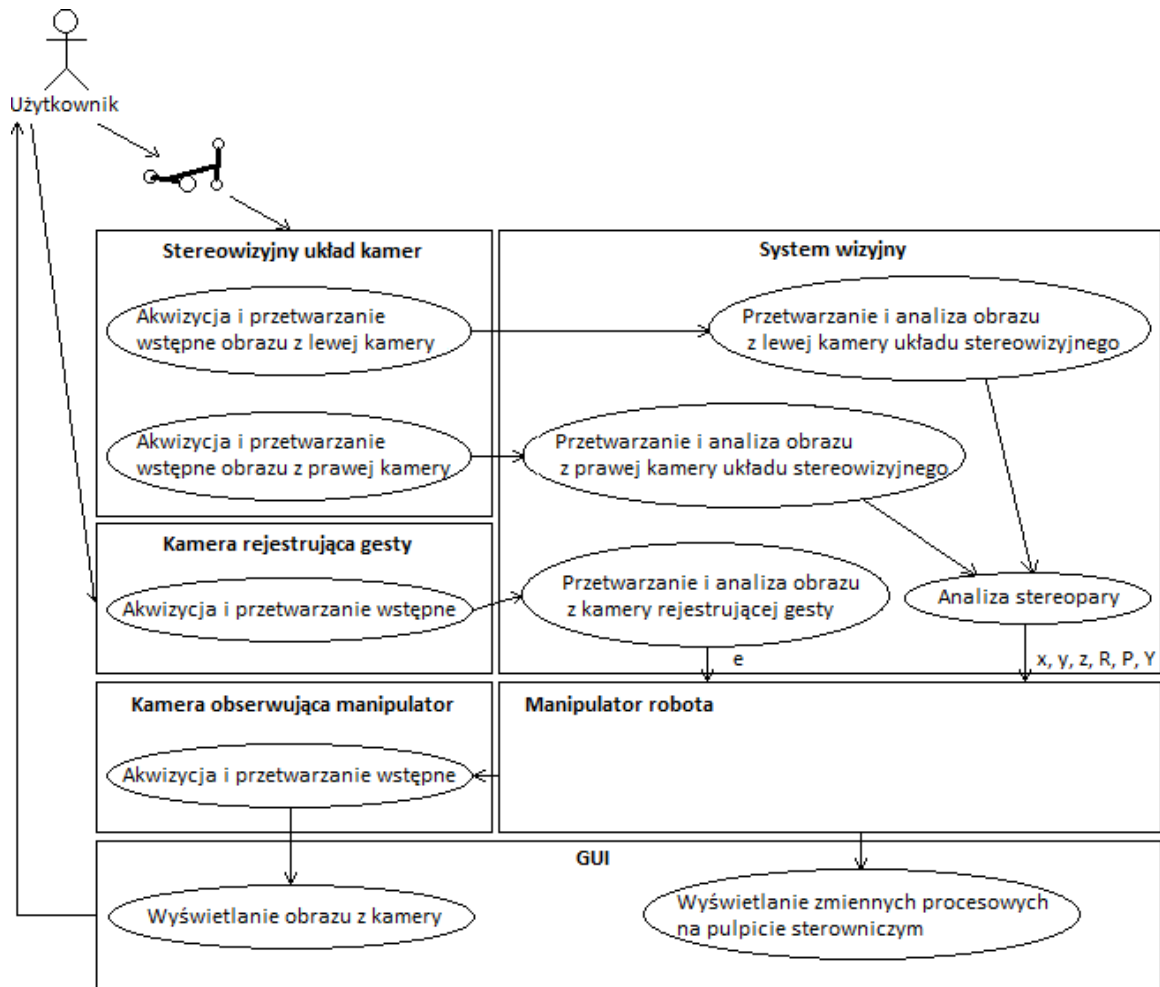 Użytkownik
Stereowizyjny układ kamer
Akwizycja i przetwarzanie
wstępne obrazu z lewej kamery
Akwizycja i przetwarzanie
wstępne obrazu z prawej kamery
System wizyjny
Przetwarzanie i analiza obrazu
z lewej kamery układu stereowizyjnego
Przetwarzanie i analiza obrazu
z prawej kamery układu stereowizyjnego
Kamera rejestrująca gesty
Akwizycja i przetwarzanie wstępne
Przetwarzanie i analiza obrazu
z kamery rejestrującej gesty
Analiza stereopary
e
x, y, z, R, P, Y
Kamera obserwująca manipulator
Akwizycja i przetwarzanie wstępne
Manipulator robota
GUI
Wyświetlanie obrazu z kamery
Wyświetlanie zmiennych procesowych
na pulpicie sterowniczym